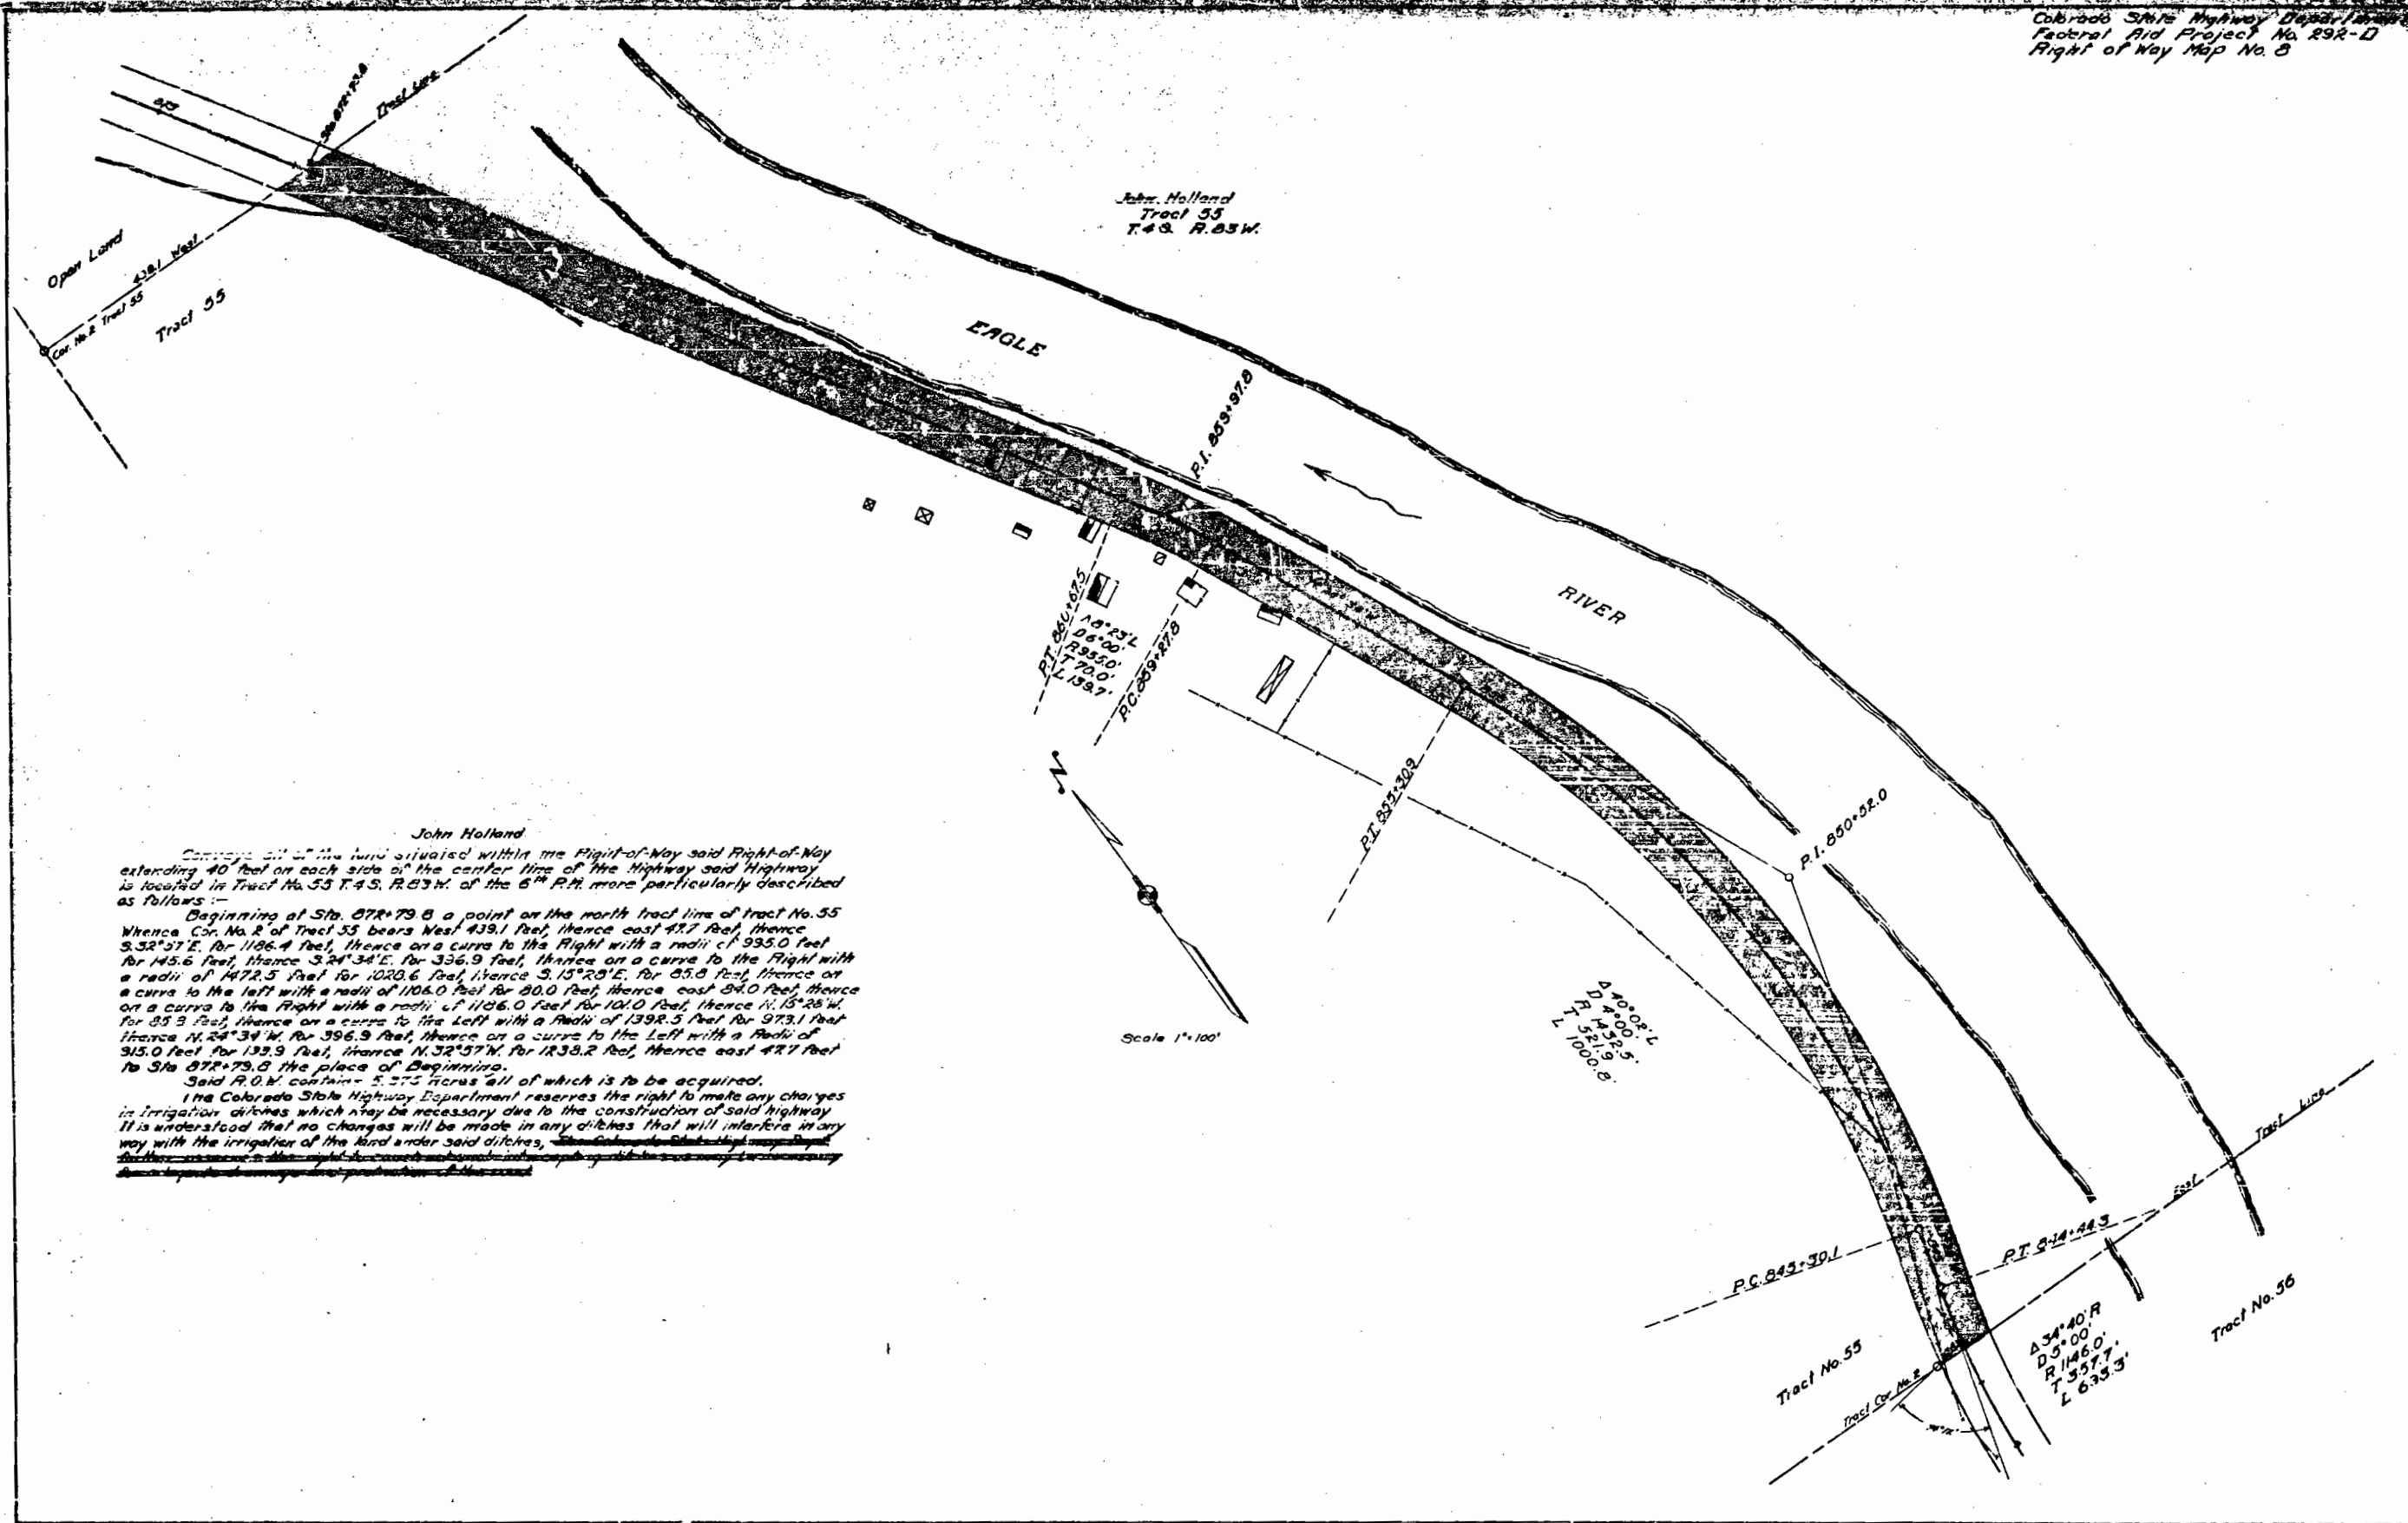 Colorado State Highway Department
Federal Aid Project No. 292-D
Right of Way Map No. 8
Tract Line
Open Land
439.1 West
Cor. No. 2 Tract 55
Tract 55
John Holland
Tract 55
T.4S. R.83W.
EAGLE
RIVER
P.I. 859+97.8
P.T. 860+67.5
Δ 8°23' L
D 6°00'
R 955.0'
T 70.0'
L 139.7'
P.C. 859+27.8
P.T. 855+30.9
P.I. 850+52.0
N
Scale 1"=100'
Δ 40°02' L
D 4°00'
R 1432.5'
T 521.9'
L 1000.8'
John Holland
Conveys all of the land situated within the Right-of-Way said Right-of-Way
extending 40 feet on each side of the center line of the Highway said Highway
is located in Tract No. 55 T.4S. R.83W. of the 6th P.M. more particularly described
as follows :-
Beginning at Sta. 872+79.8 a point on the north tract line of tract No. 55
Whence Cor. No. 2 of Tract 55 bears West 439.1 feet, thence east 47.7 feet, thence
S.32°57'E. for 1186.4 feet, thence on a curve to the Right with a radii of 995.0 feet
for 145.6 feet, thence S.24°34'E. for 396.9 feet, thence on a curve to the Right with
a radii of 1472.5 feet for 1028.6 feet, thence S.15°28'E. for 85.8 feet, thence on
a curve to the left with a radii of 1106.0 feet for 80.0 feet, thence east 84.0 feet, thence
on a curve to the Right with a radii of 1186.0 feet for 101.0 feet, thence N.15°28'W.
for 85.9 feet, thence on a curve to the Left with a Radii of 1392.5 feet for 973.1 feet
thence N.24°34'W. for 396.9 feet, thence on a curve to the Left with a Radii of
915.0 feet for 133.9 feet, thence N.32°57'W. for 1238.2 feet, thence east 47.7 feet
to Sta 872+79.8 the place of Beginning.
Said R.O.W. contains acres all of which is to be acquired.
The Colorado State Highway Department reserves the right to make any changes
in irrigation ditches which may be necessary due to the construction of said highway
It is understood that no changes will be made in any ditches that will interfere in any
way with the irrigation of the land under said ditches,
P.C. 845+30.1
P.T. 844+44.3
East
Tract Line
Tract No. 55
Tract Cor. No. 2
Δ 34°40' R
D 5°00'
R 1146.0'
T 357.7'
L 693.3'
Tract No. 56